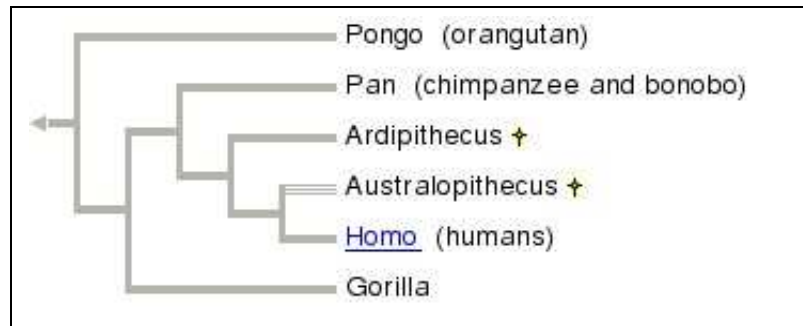 Pongo (orangutan)
Pan (chimpanzee and bonobo)
Ardipithecus
Australopithecus
Homo (humans)
Gorilla